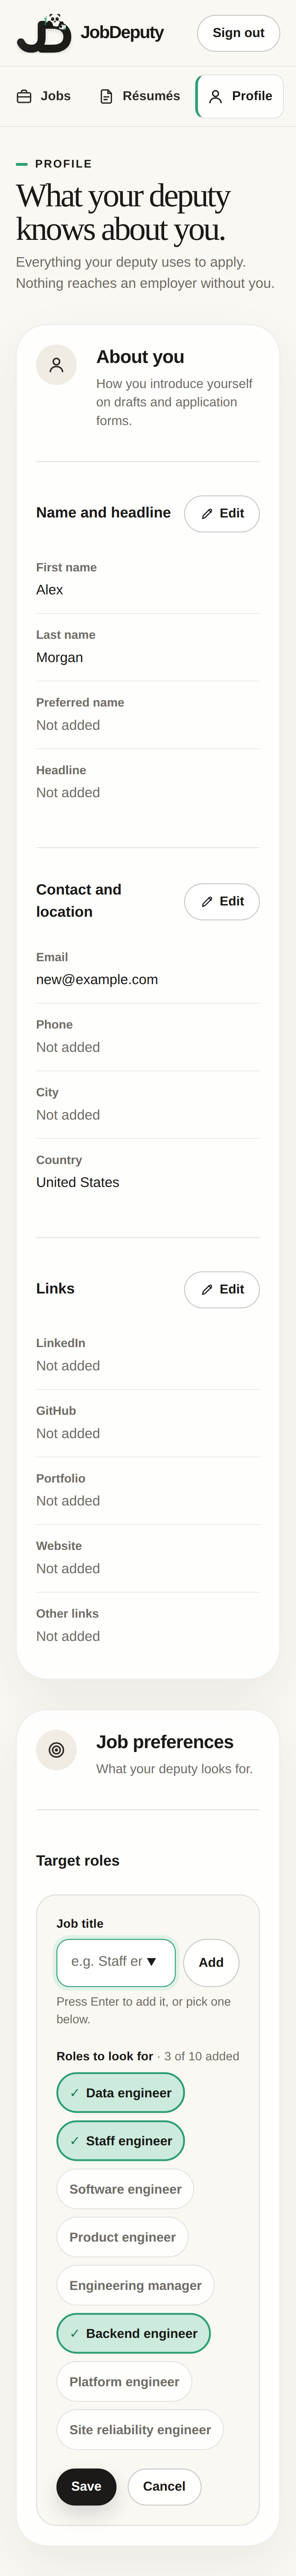 JD JobDeputy
Sign out
Jobs
Résumés
Profile
PROFILE
What your deputy
knows about you.
Everything your deputy uses to apply.
Nothing reaches an employer without you.
About you
How you introduce yourself
on drafts and application
forms.
Name and headline
Edit
First name
Alex
Last name
Morgan
Preferred name
Not added
Headline
Not added
Contact and
location
Edit
Email
new@example.com
Phone
Not added
City
Not added
Country
United States
Links
Edit
LinkedIn
Not added
GitHub
Not added
Portfolio
Not added
Website
Not added
Other links
Not added
Job preferences
What your deputy looks for.
Target roles
Job title
e.g. Staff er
Add
Press Enter to add it, or pick one
below.
Roles to look for · 3 of 10 added
✓ Data engineer
✓ Staff engineer
Software engineer
Product engineer
Engineering manager
✓ Backend engineer
Platform engineer
Site reliability engineer
Save
Cancel